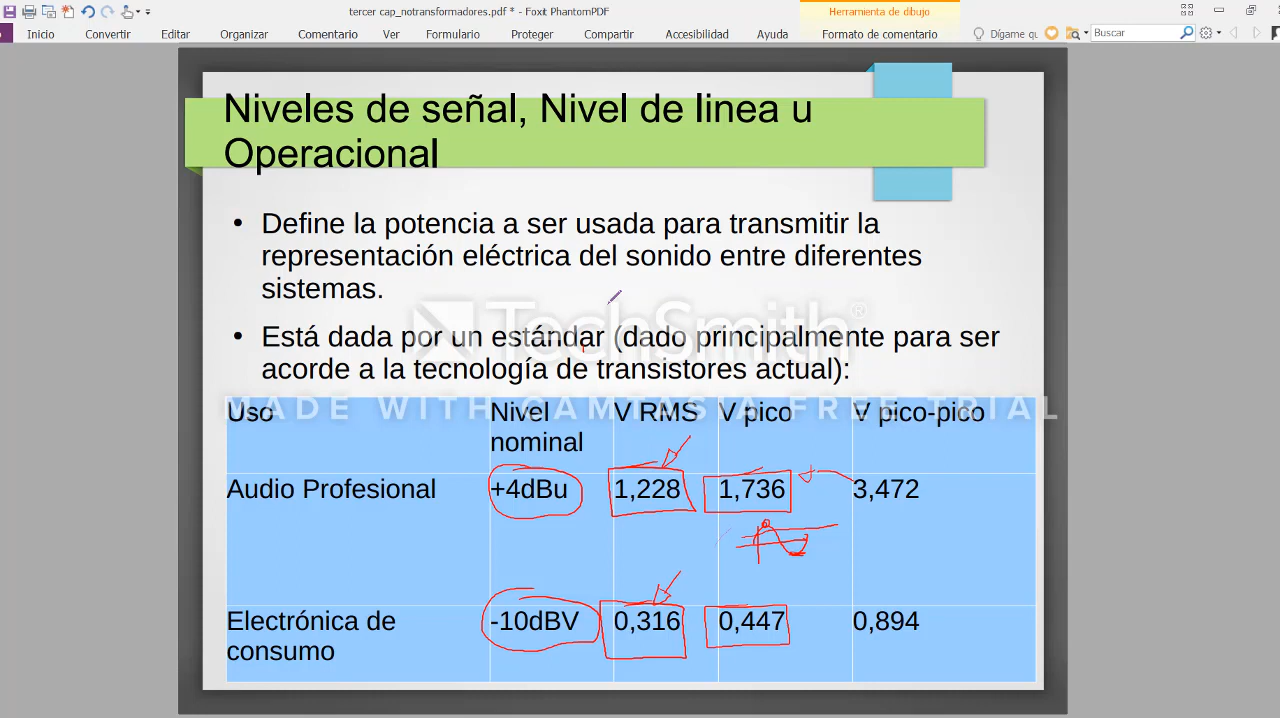 tercer cap_notransformadores.pdf * - Foxit PhantomPDF
Herramienta de dibujo
Inicio Convertir Editar Organizar Comentario Ver Formulario Proteger Compartir Accesibilidad Ayuda Formato de comentario Dígame qu Buscar
Niveles de señal, Nivel de linea u
Operacional
• Define la potencia a ser usada para transmitir la
representación eléctrica del sonido entre diferentes
sistemas.
TechSmith®
• Está dada por un estándar (dado principalmente para ser
acorde a la tecnología de transistores actual):
MADE WITH CAMTASIA FREE TRIAL
Uso Nivel nominal V RMS V pico V pico-pico
Audio Profesional +4dBu 1,228 1,736 3,472
Electrónica de consumo -10dBV 0,316 0,447 0,894